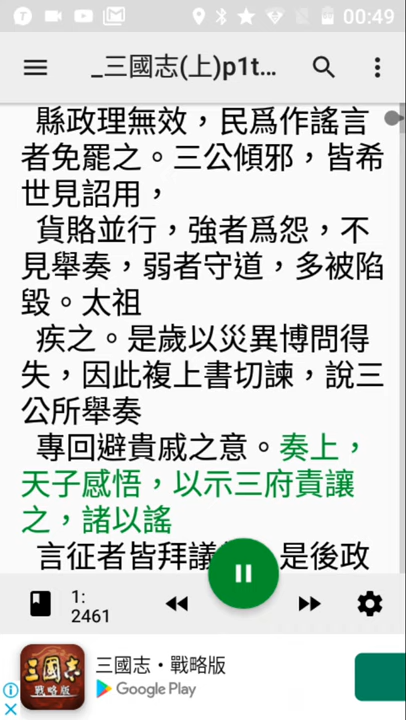 00:49
_三國志(上)p1t...
縣政理無效，民爲作謠言
者免罷之。三公傾邪，皆希
世見詔用，
貨賂並行，強者爲怨，不
見舉奏，弱者守道，多被陷
毀。太祖
疾之。是歲以災異博問得
失，因此複上書切諫，說三
公所舉奏
專回避貴戚之意。奏上，
天子感悟，以示三府責讓
之，諸以謠
言征者皆拜議 是後政
1:
2461
三國志・戰略版
Google Play
三國志
戰略版